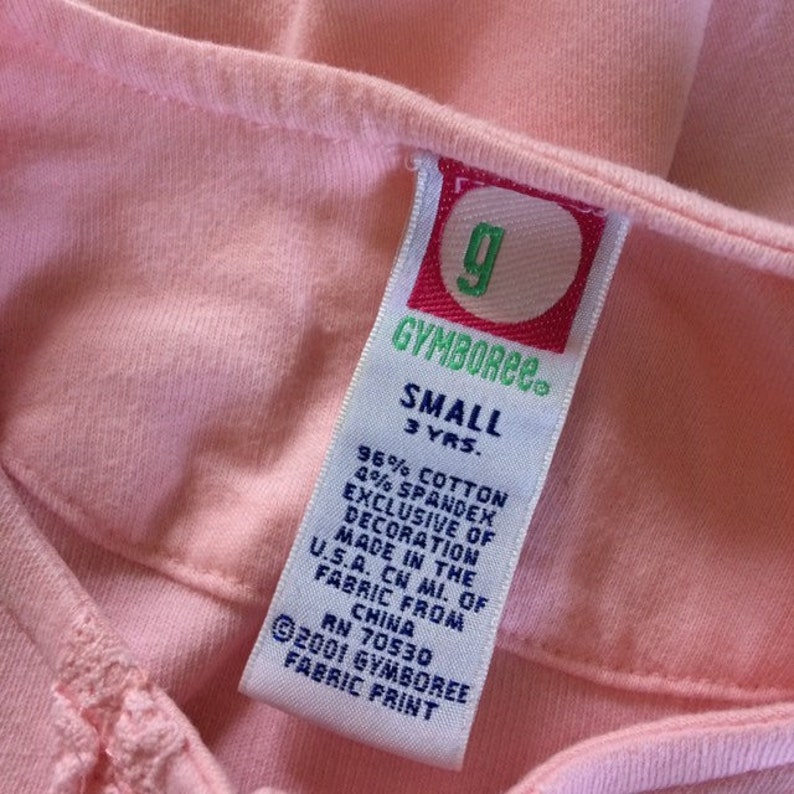 g
GYMBOREE
SMALL
3 YRS.
96% COTTON
4% SPANDEX
EXCLUSIVE OF
DECORATION
MADE IN THE
U.S.A. CN MI. OF
FABRIC FROM
CHINA
RN 70530
©2001 GYMBOREE
FABRIC PRINT